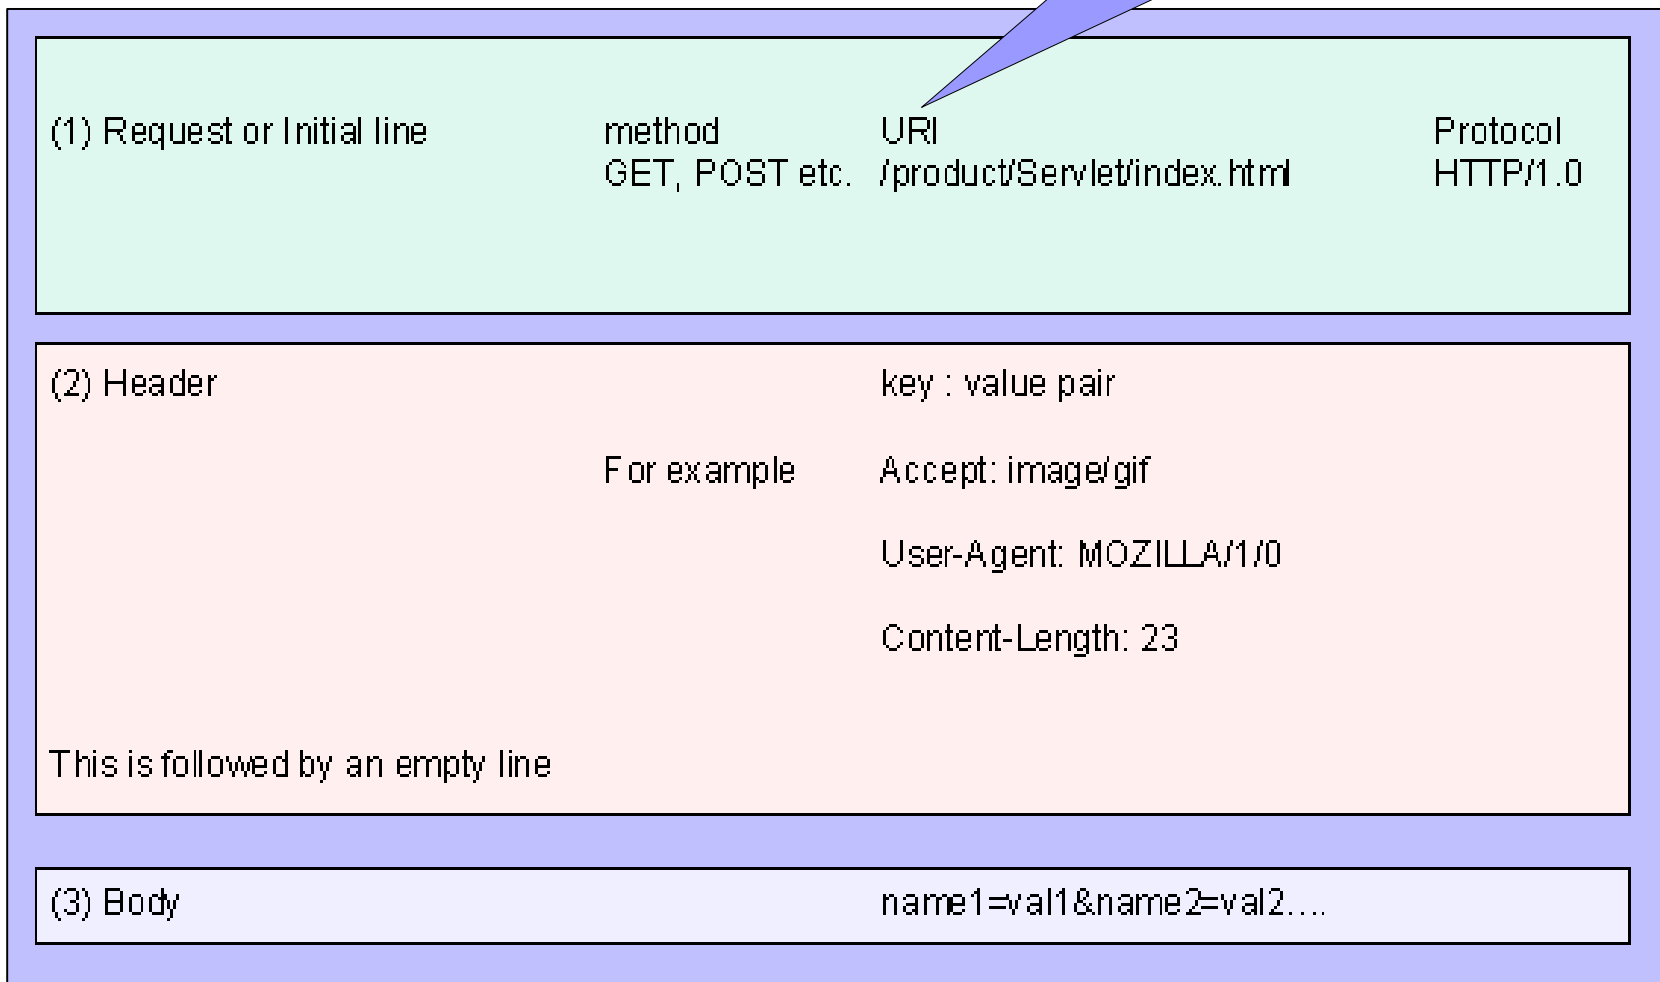 (1) Request or Initial line method URI Protocol
GET, POST etc. /product/Servlet/index.html HTTP/1.0
(2) Header key : value pair
For example Accept: image/gif
User-Agent: MOZILLA/1/0
Content-Length: 23
This is followed by an empty line
(3) Body name1=val1&name2=val2....